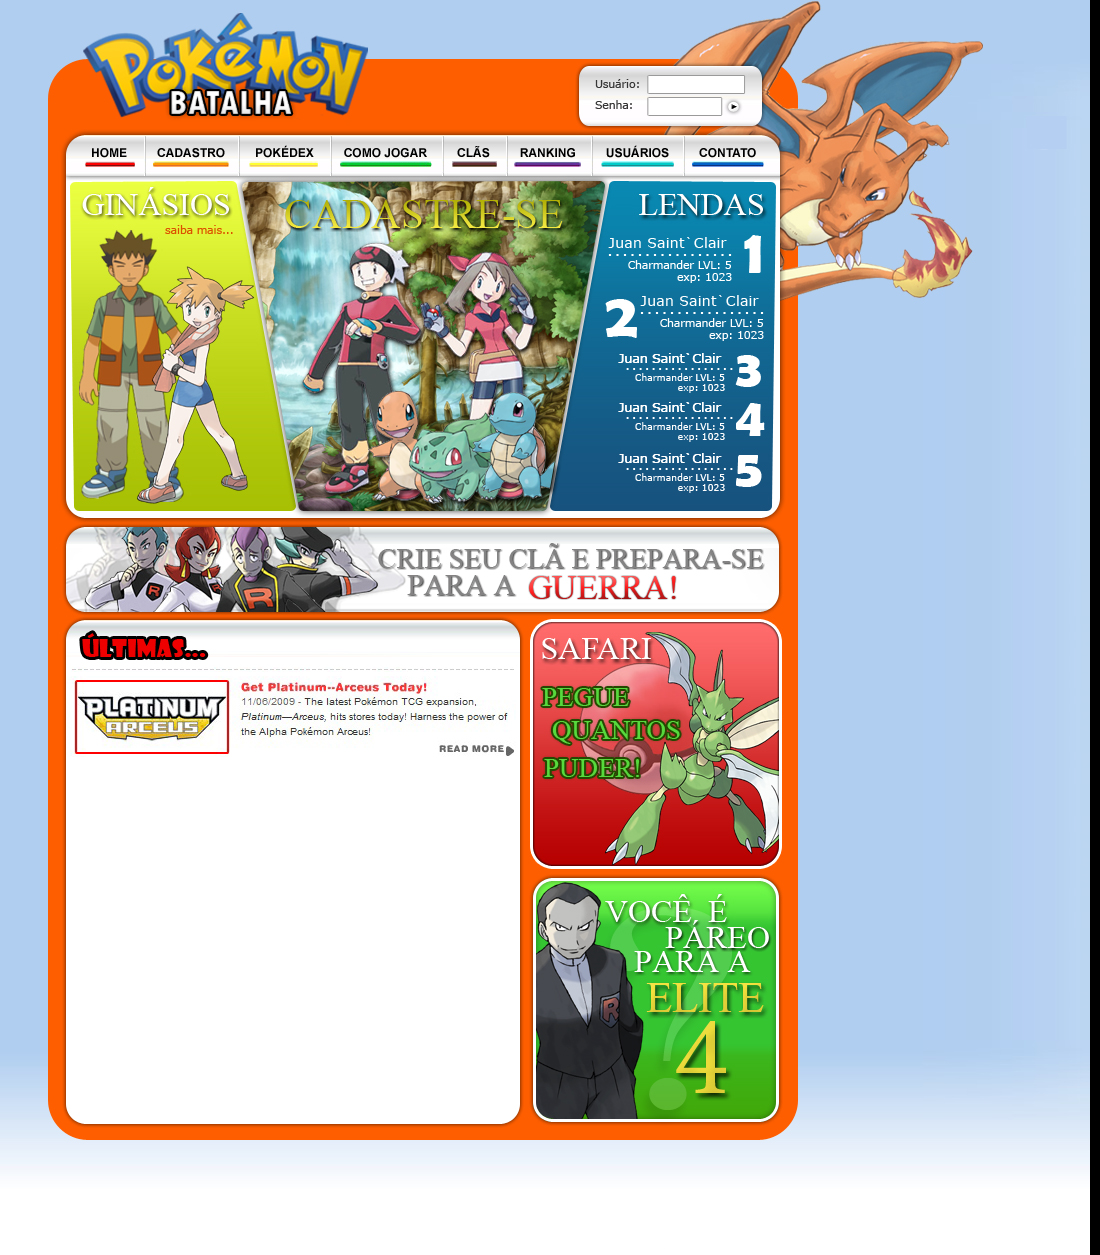 POKÉMON
BATALHA
Usuário:
Senha:
HOME CADASTRO POKÉDEX COMO JOGAR CLÃS RANKING USUÁRIOS CONTATO
GINÁSIOS
saiba mais...
CADASTRE-SE
LENDAS
Juan Saint`Clair 1
Charmander LVL: 5
exp: 1023
2 Juan Saint`Clair
Charmander LVL: 5
exp: 1023
Juan Saint`Clair 3
Charmander LVL: 5
exp: 1023
Juan Saint`Clair 4
Charmander LVL: 5
exp: 1023
Juan Saint`Clair 5
Charmander LVL: 5
exp: 1023
R
R
CRIE SEU CLÃ E PREPARA-SE
PARA A GUERRA!
ÚLTIMAS...
PLATINUM
ARCEUS
Get Platinum--Arceus Today!
11/06/2009 - The latest Pokémon TCG expansion,
Platinum—Arceus, hits stores today! Harness the power of
the Alpha Pokémon Arceus!
READ MORE
SAFARI
PEGUE
QUANTOS
PUDER!
VOCÊ, É
PÁREO
PARA A
ELITE
4
?
R